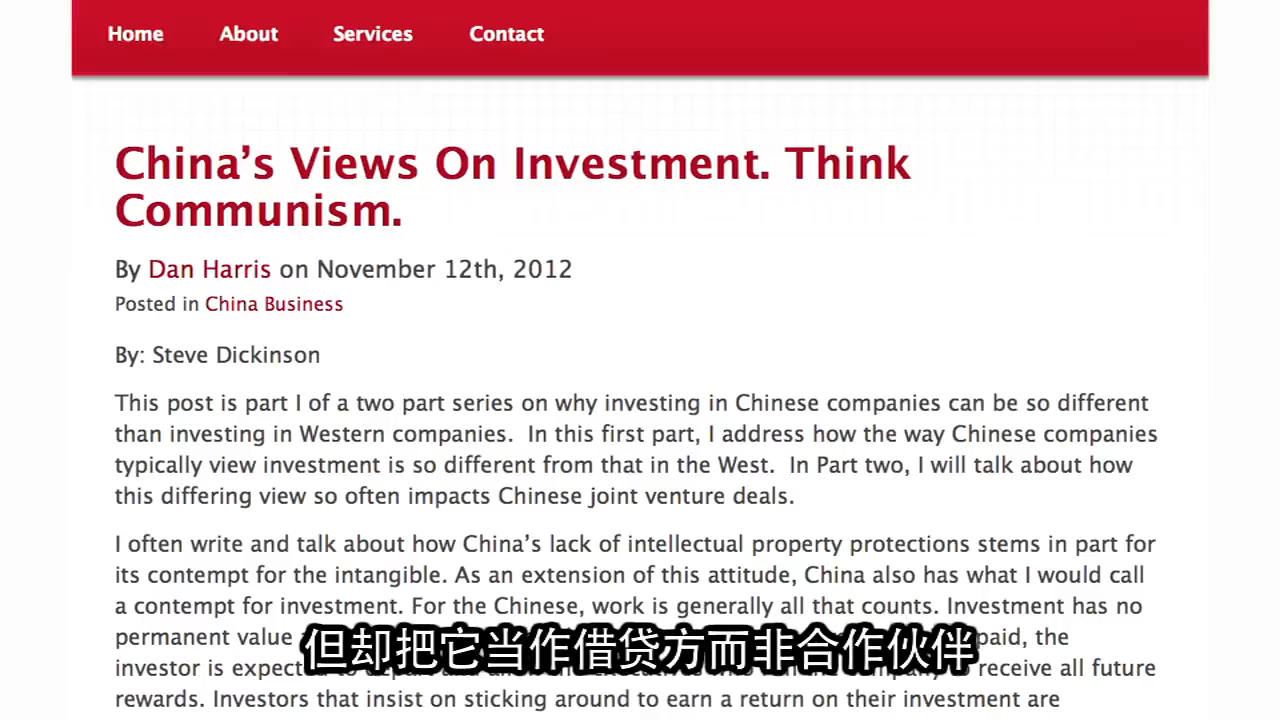 Home About Services Contact
China's Views On Investment. Think
Communism.
By Dan Harris on November 12th, 2012
Posted in China Business
By: Steve Dickinson
This post is part I of a two part series on why investing in Chinese companies can be so different
than investing in Western companies. In this first part, I address how the way Chinese companies
typically view investment is so different from that in the West. In Part two, I will talk about how
this differing view so often impacts Chinese joint venture deals.
I often write and talk about how China's lack of intellectual property protections stems in part for
its contempt for the intangible. As an extension of this attitude, China also has what I would call
a contempt for investment. For the Chinese, work is generally all that counts. Investment has no
permanent value paid, the
但却把它当作借贷方而非合作伙伴
investor is expected to receive all future
rewards. Investors that insist on sticking around to earn a return on their investment are